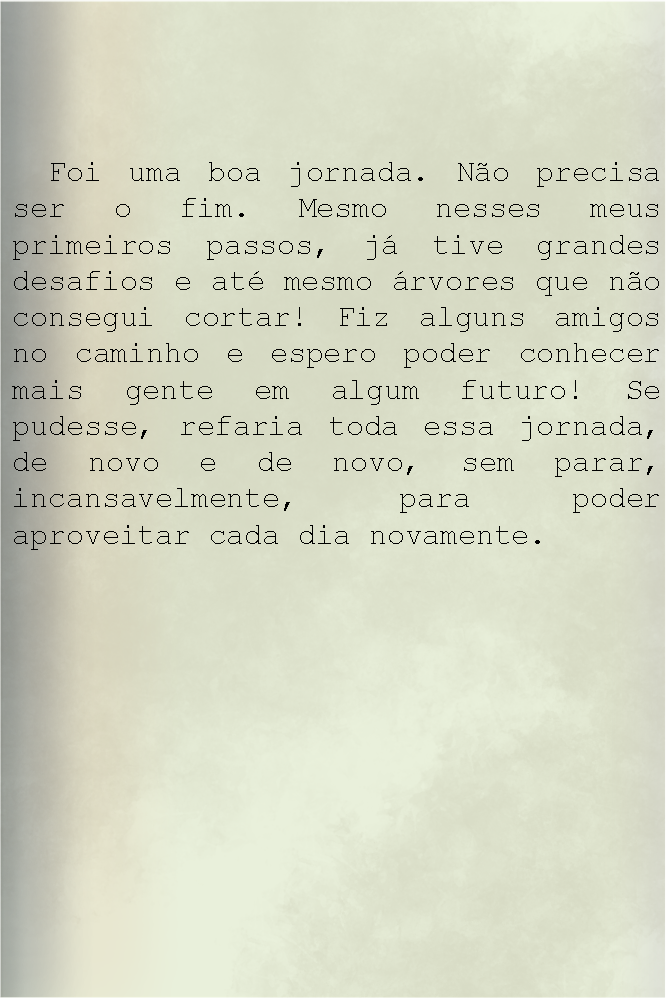 Foi uma boa jornada. Não precisa
ser o fim. Mesmo nesses meus
primeiros passos, já tive grandes
desafios e até mesmo árvores que não
consegui cortar! Fiz alguns amigos
no caminho e espero poder conhecer
mais gente em algum futuro! Se
pudesse, refaria toda essa jornada,
de novo e de novo, sem parar,
incansavelmente, para poder
aproveitar cada dia novamente.